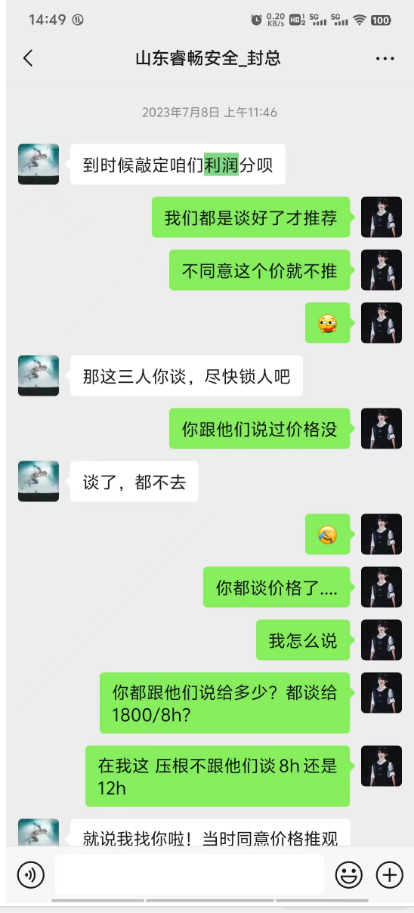 14:49
0.20 KB/s HD 5G 5G 100
山东睿畅安全_封总
2023年7月8日 上午11:46
到时候敲定咱们利润分呗
我们都是谈好了才推荐
不同意这个价就不推
那这三人你谈，尽快锁人吧
你跟他们说过价格没
谈了，都不去
你都谈价格了....
我怎么说
你都跟他们说给多少？都谈给
1800/8h？
在我这 压根不跟他们谈8h还是
12h
就说我找你啦！当时同意价格推观